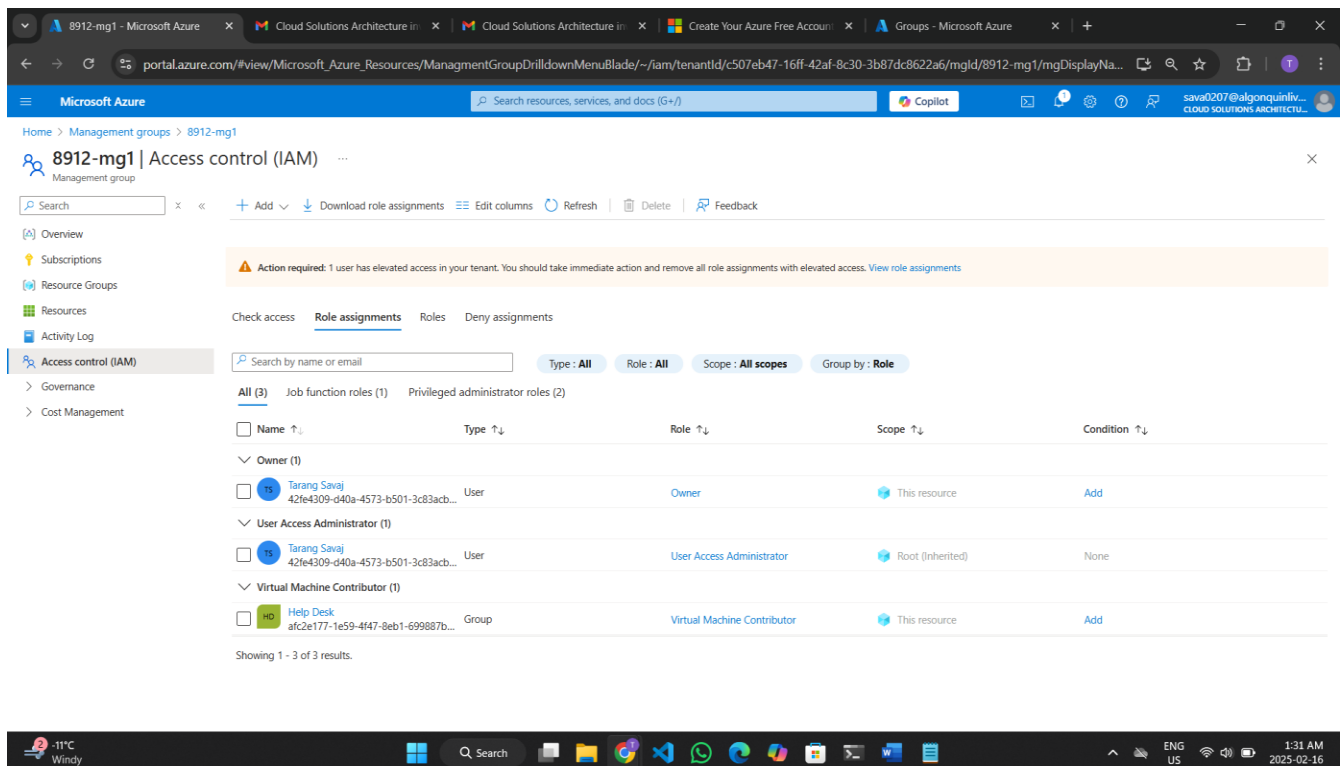 8912-mg1 - Microsoft Azure
Cloud Solutions Architecture in
Cloud Solutions Architecture in
Create Your Azure Free Account
Groups - Microsoft Azure
portal.azure.com/#view/Microsoft_Azure_Resources/ManagmentGroupDrilldownMenuBlade/~/iam/tenantId/c507eb47-16ff-42af-8c30-3b87dc8622a6/mgId/8912-mg1/mgDisplayNa...
T
Microsoft Azure
Search resources, services, and docs (G+/)
Copilot
1
sava0207@algonquinliv...
CLOUD SOLUTIONS ARCHITECTU...
Home > Management groups > 8912-mg1
8912-mg1 | Access control (IAM) ...
Management group
Search
Add
Download role assignments
Edit columns
Refresh
Delete
Feedback
Overview
Subscriptions
Resource Groups
Resources
Activity Log
Access control (IAM)
Governance
Cost Management
Action required: 1 user has elevated access in your tenant. You should take immediate action and remove all role assignments with elevated access. View role assignments
Check access Role assignments Roles Deny assignments
Search by name or email
Type : All
Role : All
Scope : All scopes
Group by : Role
All (3) Job function roles (1) Privileged administrator roles (2)
Name Type Role Scope Condition
Owner (1)
TS
Tarang Savaj
42fe4309-d40a-4573-b501-3c83acb...
User
Owner
This resource
Add
User Access Administrator (1)
TS
Tarang Savaj
42fe4309-d40a-4573-b501-3c83acb...
User
User Access Administrator
Root (Inherited)
None
Virtual Machine Contributor (1)
HD
Help Desk
afc2e177-1e59-4f47-8eb1-699887b...
Group
Virtual Machine Contributor
This resource
Add
Showing 1 - 3 of 3 results.
2
-11°C
Windy
Search
ENG
US
1:31 AM
2025-02-16